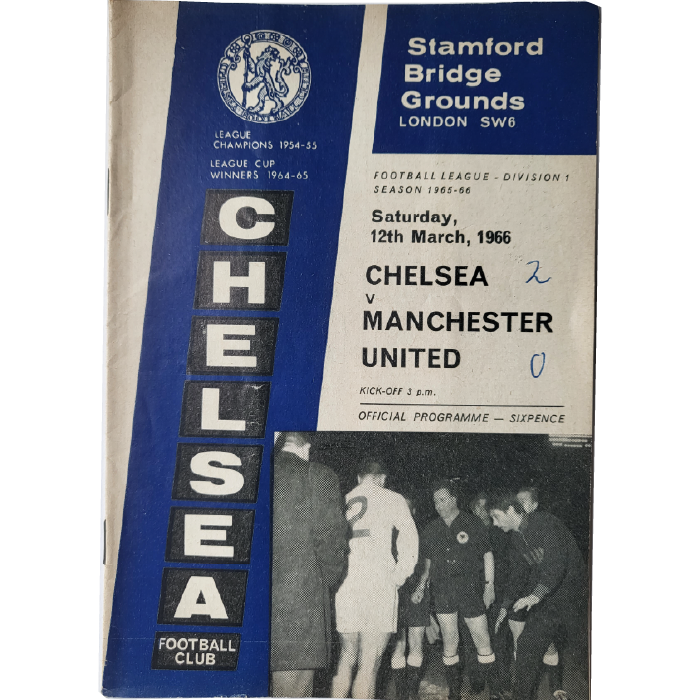 LEAGUE
CHAMPIONS 1954-55
LEAGUE CUP
WINNERS 1964-65
CHELSEA
FOOTBALL
CLUB
Stamford
Bridge
Grounds
LONDON SW6
FOOTBALL LEAGUE - DIVISION 1
SEASON 1965-66
Saturday,
12th March, 1966
CHELSEA 2
v
MANCHESTER
UNITED 0
KICK-OFF 3 p.m.
OFFICIAL PROGRAMME — SIXPENCE
2